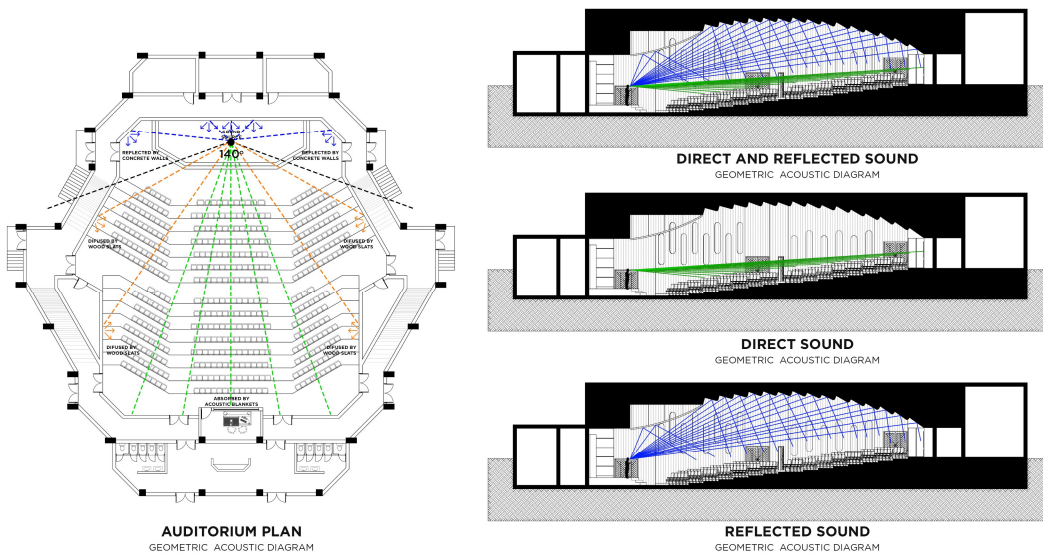 140°
REFLECTED BY
CONCRETE WALLS
REFLECTED BY
CONCRETE WALLS
DIFUSED BY
WOOD SLATS
DIFUSED BY
WOOD SLATS
DIFUSED BY
WOOD SLATS
DIFUSED BY
WOOD SLATS
ABSORBED BY
ACOUSTIC BLANKETS
AUDITORIUM PLAN
GEOMETRIC ACOUSTIC DIAGRAM
DIRECT AND REFLECTED SOUND
GEOMETRIC ACOUSTIC DIAGRAM
DIRECT SOUND
GEOMETRIC ACOUSTIC DIAGRAM
REFLECTED SOUND
GEOMETRIC ACOUSTIC DIAGRAM